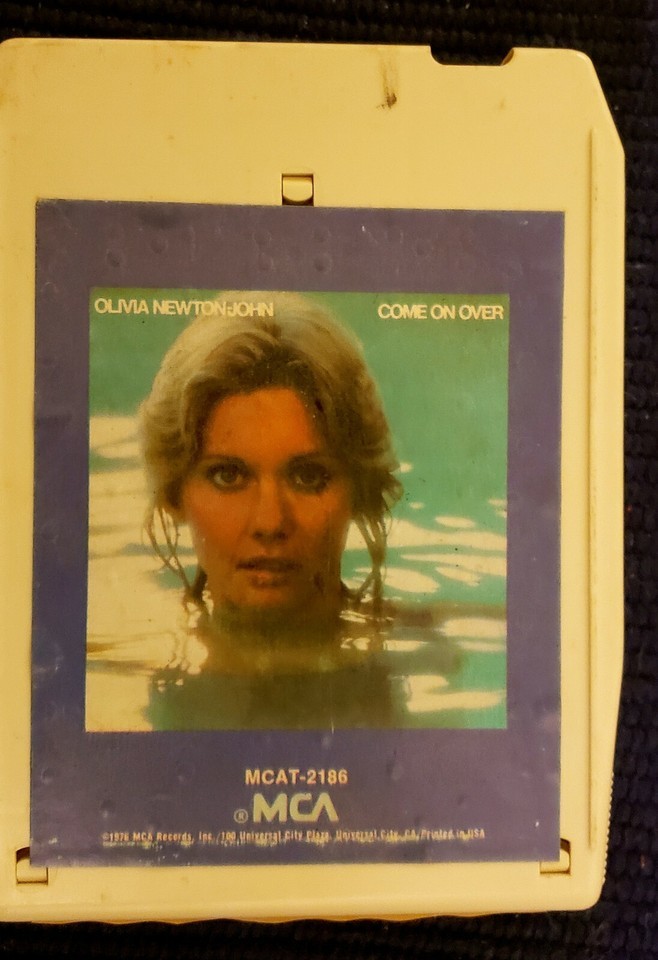 OLIVIA NEWTON-JOHN COME ON OVER
MCAT-2186
® MCA
©1976 MCA Records, Inc./100 Universal City Plaza, Universal City, CA/Printed in USA